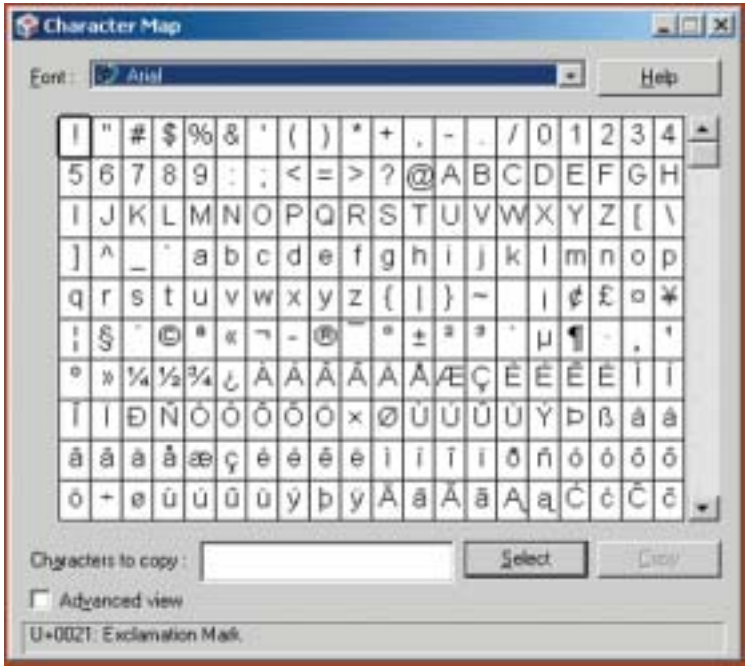 Character Map
Font : Arial Help
! " # $ % & ' ( ) * + , - . / 0 1 2 3 4
5 6 7 8 9 : ; < = > ? @ A B C D E F G H
I J K L M N O P Q R S T U V W X Y Z [ \
] ^ _ ` a b c d e f g h i j k l m n o p
q r s t u v w x y z { | } ~ ¡ ¢ £ ¤ ¥
¦ § ¨ © ª « ¬ - ® ¯ ° ± ² ³ ´ µ ¶ · ¸ ¹
º » ¼ ½ ¾ ¿ À Á Â Ã Ä Å Æ Ç È É Ê Ë Ì Í
Î Ï Ð Ñ Ò Ó Ô Õ Ö × Ø Ù Ú Û Ü Ý Þ ß à á
â ã ä å æ ç è é ê ë ì í î ï ð ñ ò ó ô õ
ö ÷ ø ù ú û ü ý þ ÿ Ā ā Ă ă Ą ą Ć ć Ĉ ĉ
Characters to copy : Select Copy
Advanced view
U+0021: Exclamation Mark